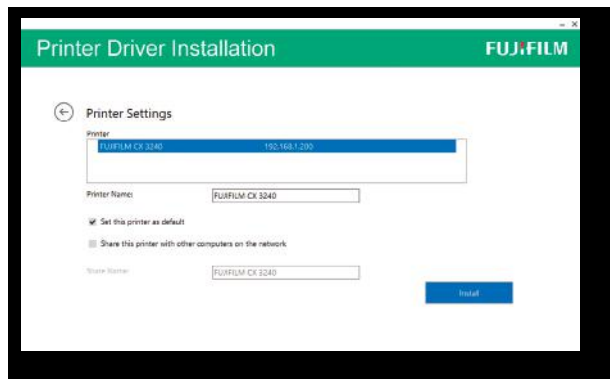 Printer Driver Installation
FUJIFILM
Printer Settings
Printer
FUJIFILM CX 3240 192.168.1.200
Printer Name: FUJIFILM CX 3240
Set this printer as default
Share this printer with other computers on the network
Share Name: FUJIFILM CX 3240
Install